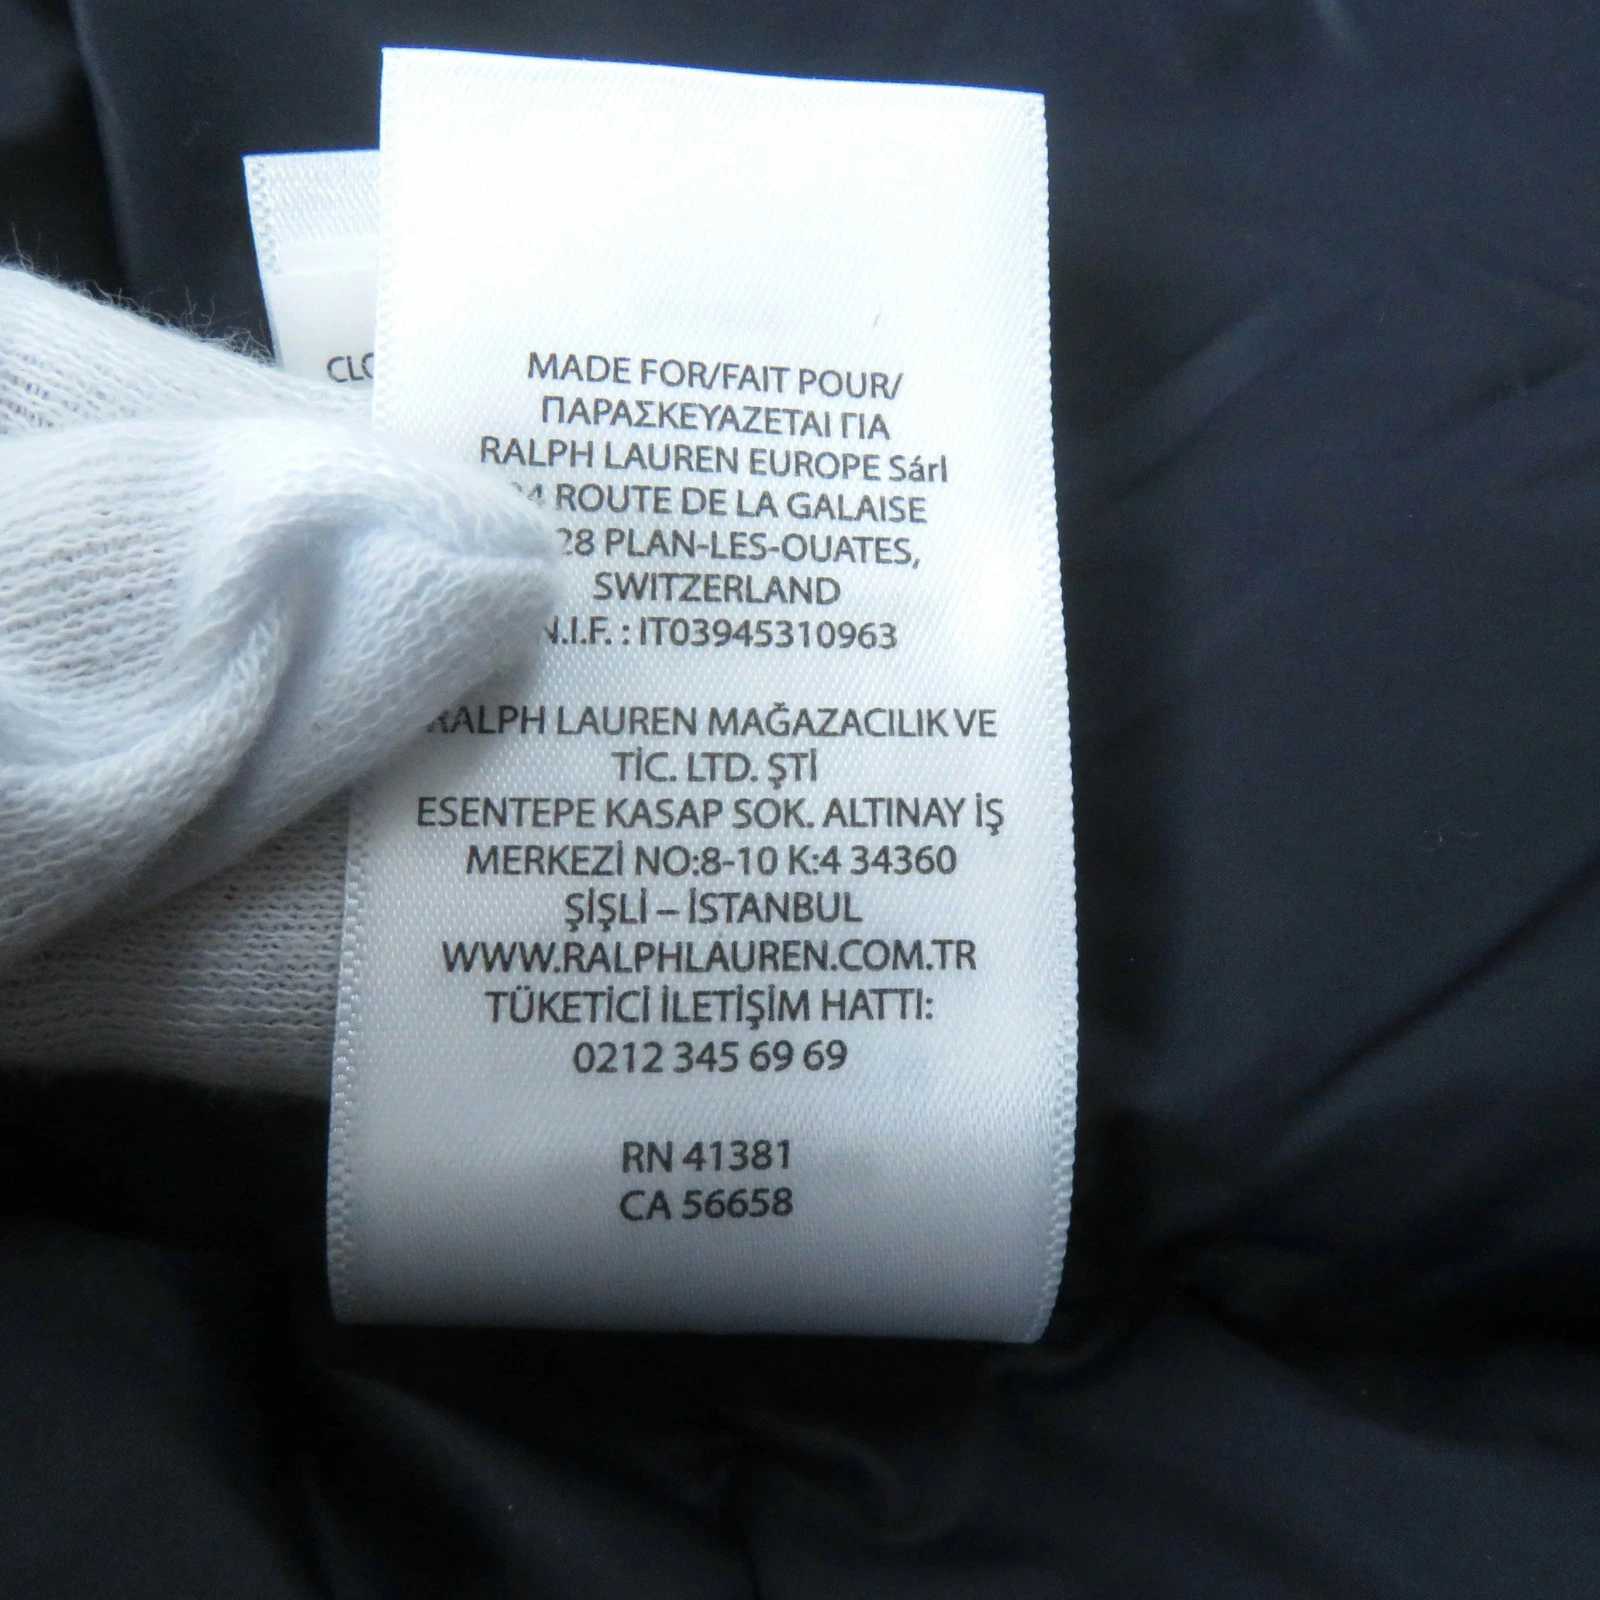 MADE FOR/FAIT POUR/
ΠΑΡΑΣΚΕΥΑΖΕΤΑΙ ΓΙΑ
RALPH LAUREN EUROPE Sárl
ROUTE DE LA GALAISE
PLAN-LES-OUATES,
SWITZERLAND
N.I.F. : IT03945310963
RALPH LAUREN MAĞAZACILIK VE
TİC. LTD. ŞTİ
ESENTEPE KASAP SOK. ALTINAY İŞ
MERKEZİ NO:8-10 K:4 34360
ŞİŞLİ – İSTANBUL
WWW.RALPHLAUREN.COM.TR
TÜKETİCİ İLETİŞİM HATTI:
0212 345 69 69
RN 41381
CA 56658